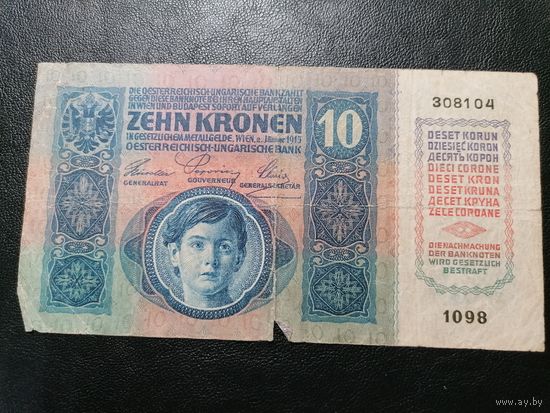 DIE OESTERREICHISCH-UNGARISCHE BANK ZAHLT
GEGEN DIESE BANKNOTE BEI IHREN HAUPTANSTALTEN
IN WIEN UND BUDAPEST SOFORT AUF VERLANGEN
ZEHN KRONEN
IN GESETZLICHEM METALLGELDE. WIEN, 2. Jänner 1915
OESTERREICHISCH-UNGARISCHE BANK
GENERALRAT
GOUVERNEUR
GENERALSEKRETÄR
10
308104
DESET KORUN
DZIESIĘĆ KORON
ДЕСЯТЬ КОРОН
DIECI CORONE
DESET KRON
DESET KRUNA
ДЕСЕТ КРУНА
ZECE COROANE
DIE NACHMACHUNG
DER BANKNOTEN
WIRD GESETZLICH
BESTRAFT
1098
www.ay.by